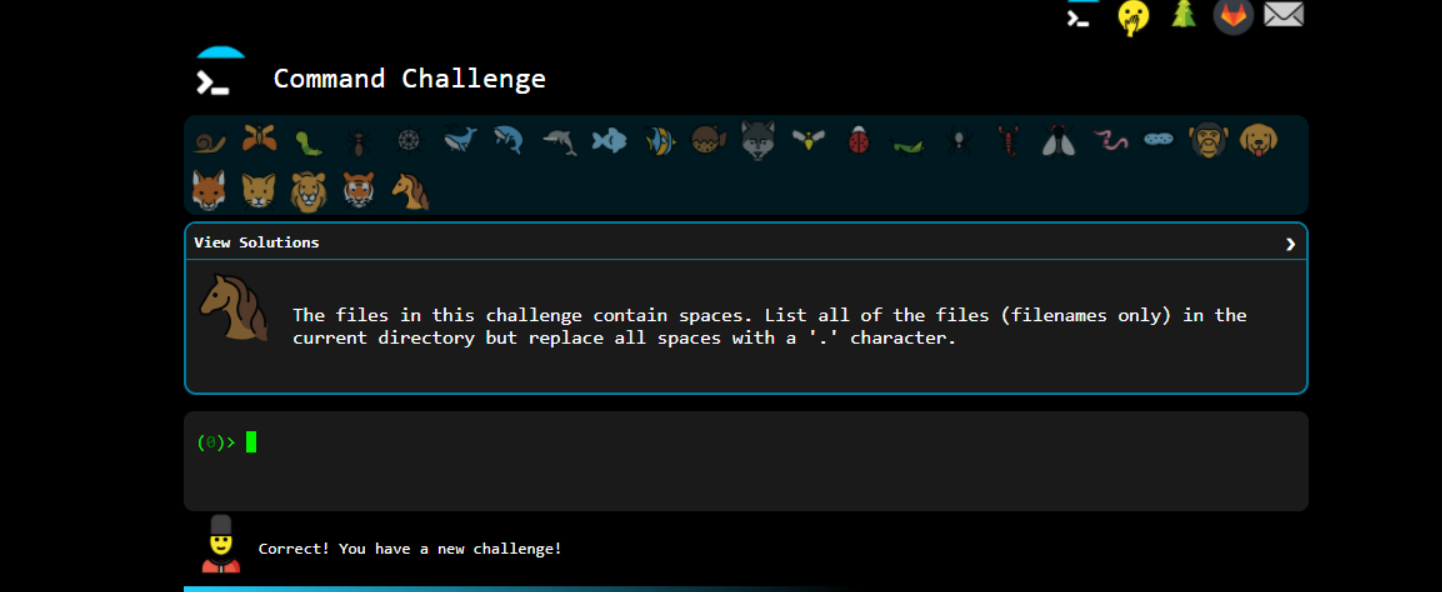 Command Challenge
View Solutions
The files in this challenge contain spaces. List all of the files (filenames only) in the
current directory but replace all spaces with a '.' character.
(0)>
Correct! You have a new challenge!